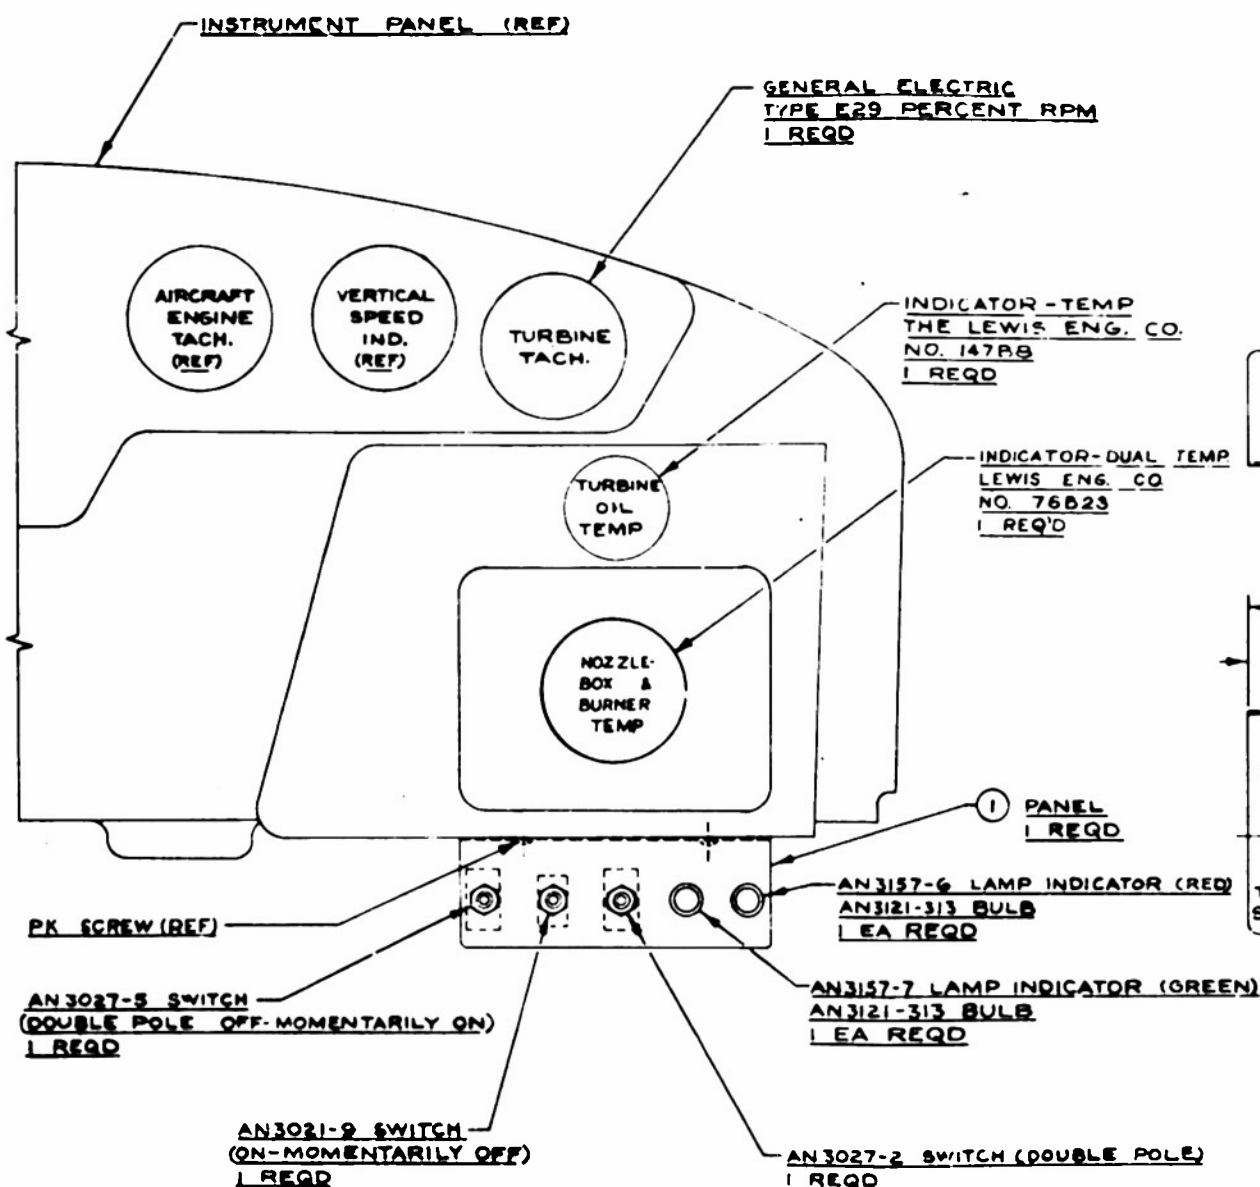 INSTRUMENT PANEL (REF)
GENERAL ELECTRIC
TYPE E29 PERCENT RPM
1 REQD
AIRCRAFT
ENGINE
TACH.
(REF)
VERTICAL
SPEED
IND.
(REF)
TURBINE
TACH.
INDICATOR-TEMP
THE LEWIS ENG. CO.
NO. 147B8
1 REQD
INDICATOR-DUAL TEMP
LEWIS ENG. CO
NO. 76B23
1 REQ'D
TURBINE
OIL
TEMP
NOZZLE-
BOX &
BURNER
TEMP
1 PANEL
1 REQD
AN3157-6 LAMP INDICATOR (RED)
AN3121-313 BULB
1 EA REQD
PK SCREW (REF)
AN3027-5 SWITCH
(DOUBLE POLE OFF-MOMENTARILY ON)
1 REQD
AN3157-7 LAMP INDICATOR (GREEN)
AN3121-313 BULB
1 EA REQD
AN3021-9 SWITCH
(ON-MOMENTARILY OFF)
1 REQD
AN3027-2 SWITCH (DOUBLE POLE)
1 REQD